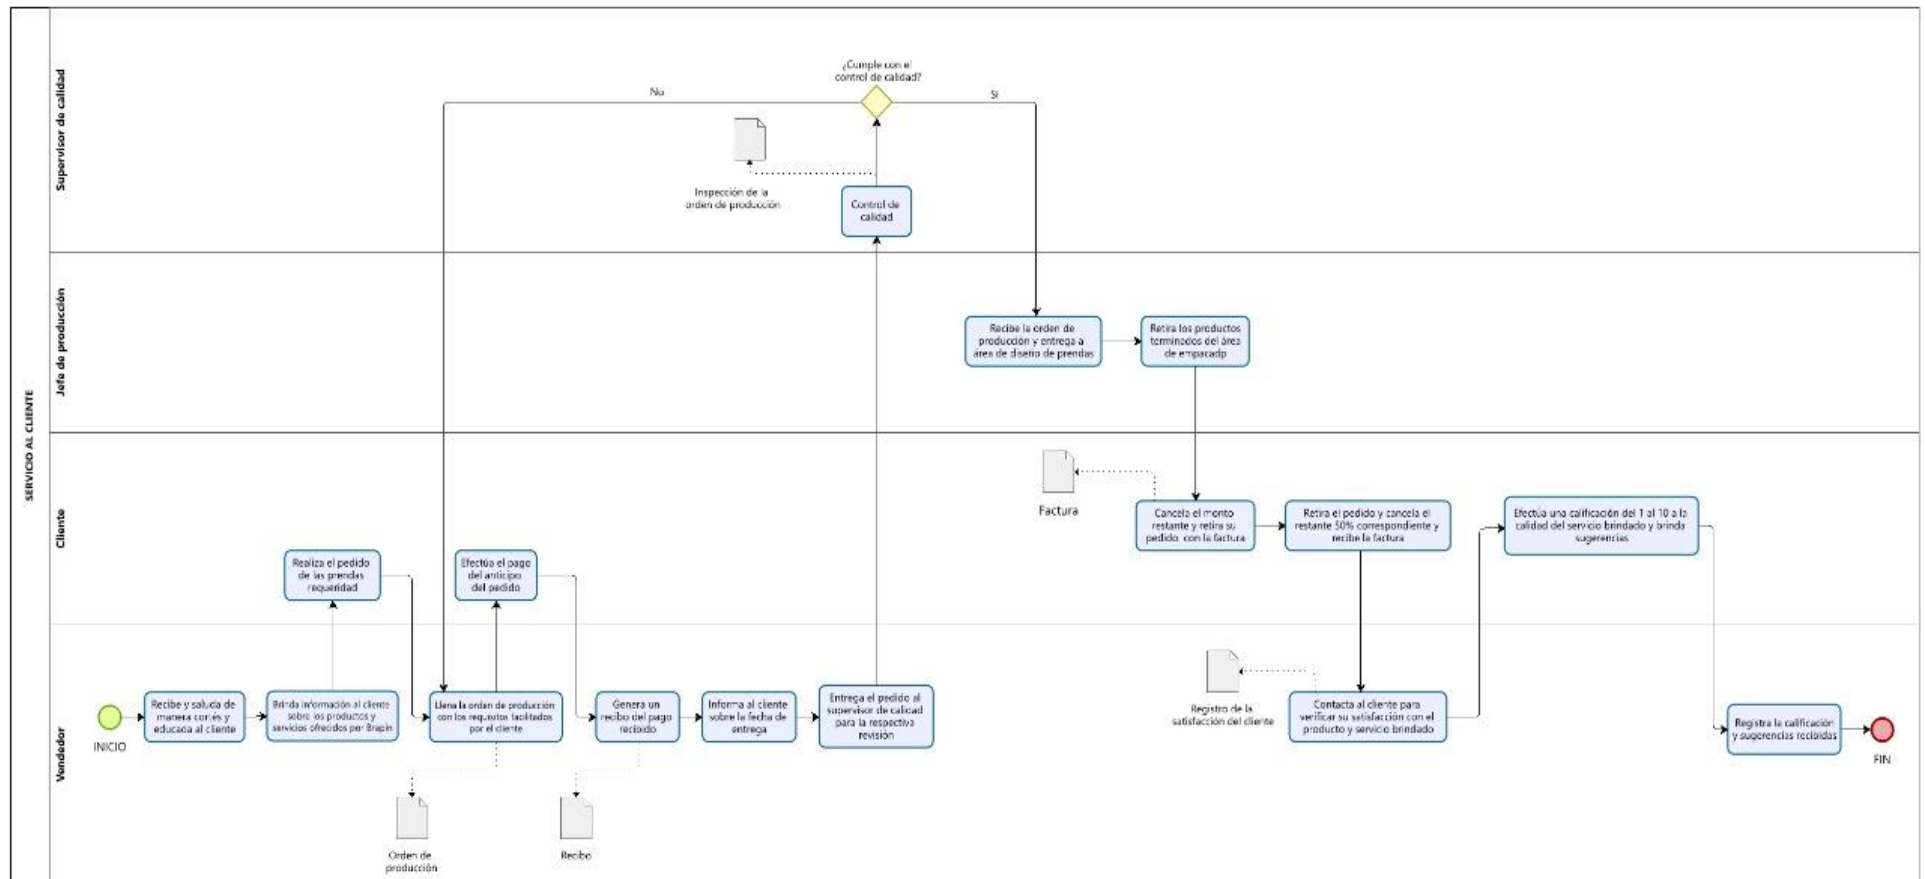 SERVICIO AL CLIENTE
Supervisor de calidad
¿Cumple con el
control de calidad?
No
Si
Inspección de la
orden de producción
Control de
calidad
Jefe de producción
Recibe la orden de
producción y entrega a
área de diseño de prendas
Retira los productos
terminados del área
de empacadp
Cliente
Realiza el pedido
de las prendas
requeridad
Efectúa el pago
del anticipo
del pedido
Factura
Cancela el monto
restante y retira su
pedido con la factura
Retira el pedido y cancela el
restante 50% correspondiente y
recibe la factura
Efectúa una calificación del 1 al 10 a la
calidad del servicio brindado y brinda
sugerencias
Vendedor
INICIO
Recibe y saluda de
manera cortés y
educada al cliente
Brinda información al cliente
sobre los productos y
servicios ofrecidos por Brapin
Llena la orden de producción
con los requistos facilitados
por el cliente
Orden de
producción
Genera un
recibo del pago
recibido
Recibo
Informa al cliente
sobre la fecha de
entrega
Entrega el pedido al
supervisor de calidad
para la respectiva
revisión
Registro de la
satisfacción del cliente
Contacta al cliente para
verificar su satisfacción con el
producto y servicio brindado
Registra la calificación
y sugerencias recibidas
FIN